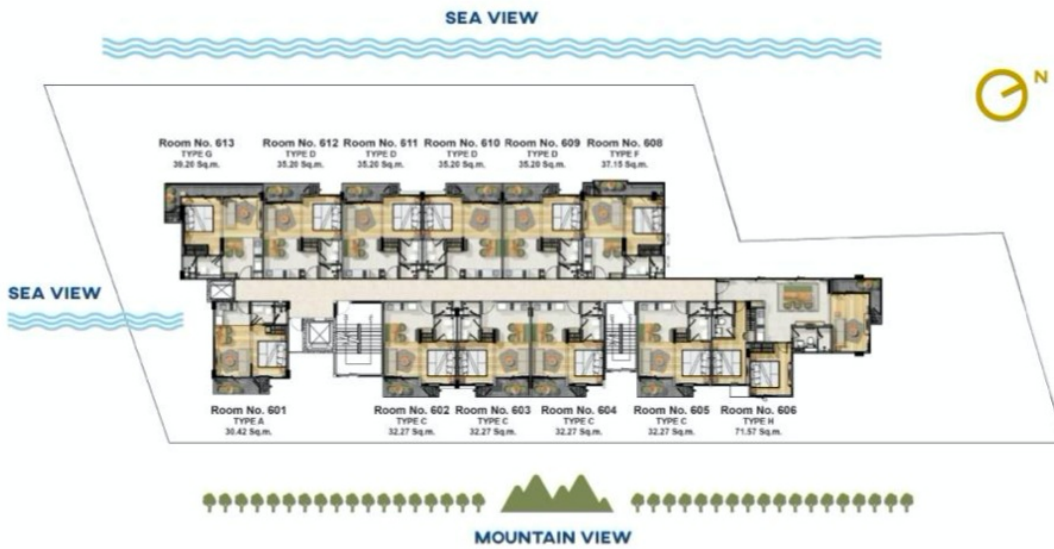 SEA VIEW
N
Room No. 613
TYPE G
39.20 Sq.m.
Room No. 612
TYPE D
35.20 Sq.m.
Room No. 611
TYPE D
35.20 Sq.m.
Room No. 610
TYPE D
35.20 Sq.m.
Room No. 609
TYPE D
35.20 Sq.m.
Room No. 608
TYPE F
37.15 Sq.m.
SEA VIEW
Room No. 601
TYPE A
30.42 Sq.m.
Room No. 602
TYPE C
32.27 Sq.m.
Room No. 603
TYPE C
32.27 Sq.m.
Room No. 604
TYPE C
32.27 Sq.m.
Room No. 605
TYPE C
32.27 Sq.m.
Room No. 606
TYPE H
71.57 Sq.m.
MOUNTAIN VIEW